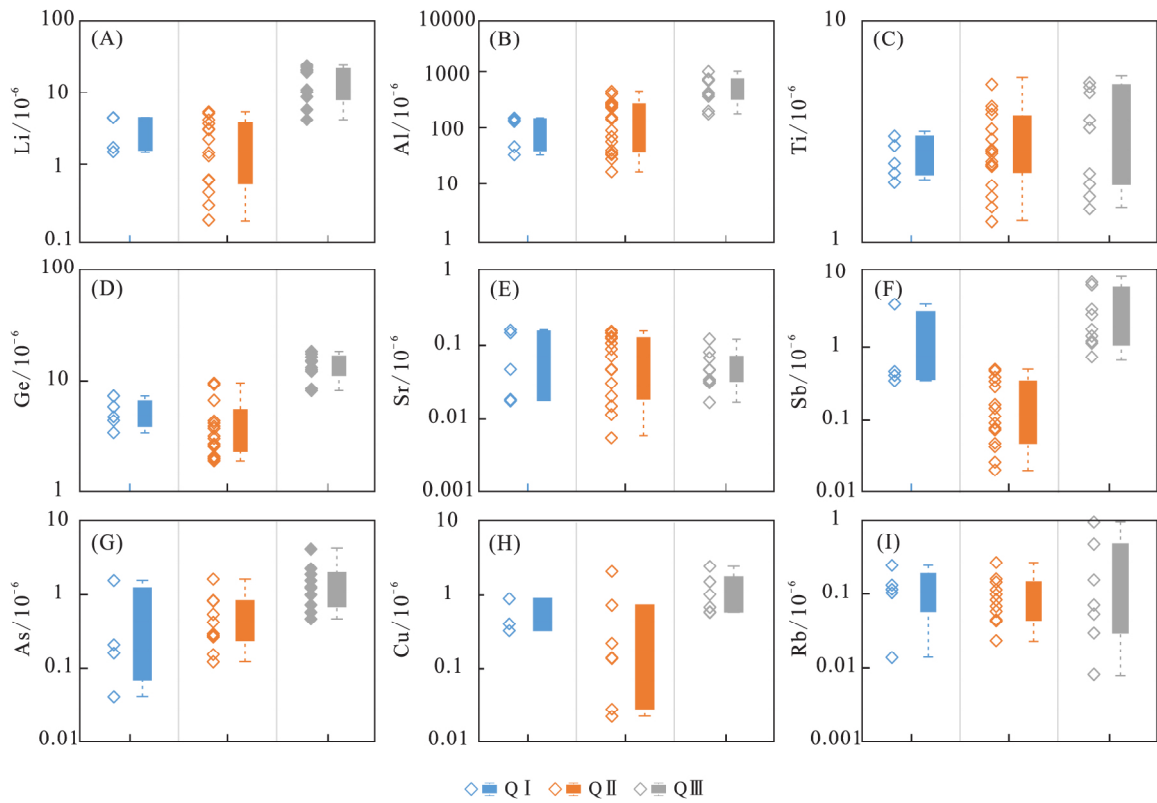 (A)
Li/10⁻⁶
100
10
1
0.1
(B)
Al/10⁻⁶
10000
1000
100
10
1
(C)
Ti/10⁻⁶
10
1
(D)
Ge/10⁻⁶
100
10
1
(E)
Sr/10⁻⁶
1
0.1
0.01
0.001
(F)
Sb/10⁻⁶
10
1
0.1
0.01
(G)
As/10⁻⁶
10
1
0.1
0.01
(H)
Cu/10⁻⁶
10
1
0.1
0.01
(I)
Rb/10⁻⁶
1
0.1
0.01
0.001
QⅠ QⅡ QⅢ